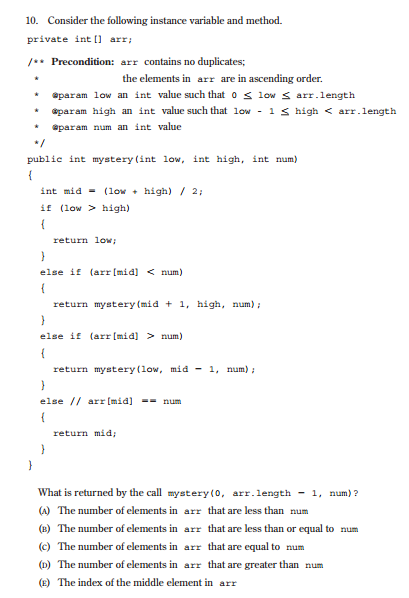 10. Consider the following instance variable and method.
private int[] arr;
/** Precondition: arr contains no duplicates;
* the elements in arr are in ascending order.
* @param low an int value such that 0 ≤ low ≤ arr.length
* @param high an int value such that low - 1 ≤ high < arr.length
* @param num an int value
*/
public int mystery(int low, int high, int num)
{
int mid = (low + high) / 2;
if (low > high)
{
return low;
}
else if (arr[mid] < num)
{
return mystery(mid + 1, high, num);
}
else if (arr[mid] > num)
{
return mystery(low, mid - 1, num);
}
else // arr[mid] == num
{
return mid;
}
}
What is returned by the call mystery(0, arr.length - 1, num)?
(A) The number of elements in arr that are less than num
(B) The number of elements in arr that are less than or equal to num
(C) The number of elements in arr that are equal to num
(D) The number of elements in arr that are greater than num
(E) The index of the middle element in arr